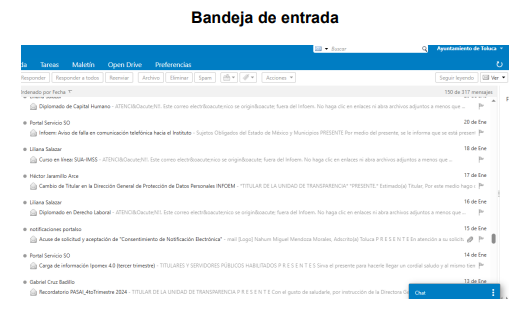 Bandeja de entrada
Buscar
Ayuntamiento de Toluca
da Tareas Maletín Open Drive Preferencias
Responder Responder a todos Reenviar Archivo Eliminar Spam Acciones Seguir leyendo Ver
Ordenado por Fecha 150 de 317 mensajes
Liliana Salazar
Diplomado de Capital Humano - ATENCI&Oacute;N!. Este correo electr&oacute;nico se origin&oacute; fuera del Infoem. No haga clic en enlaces ni abra archivos adjuntos a menos que ...
Portal Servicio SO 20 de Ene
Infoem: Aviso de falla en comunicación telefónica hacia el Instituto - Sujetos Obligados del Estado de México y Municipios PRESENTE Por medio del presente, se le informa que se está presen
Liliana Salazar 18 de Ene
Curso en línea: SUA-IMSS - ATENCI&Oacute;N!. Este correo electr&oacute;nico se origin&oacute; fuera del Infoem. No haga clic en enlaces ni abra archivos adjuntos a menos que ...
Héctor Jaramillo Arce 17 de Ene
Cambio de Titular en la Dirección General de Protección de Datos Personales INFOEM - "TITULAR DE LA UNIDAD DE TRANSPARENCIA" "PRESENTE." Estimado(a) Titular, Por este medio hago
Liliana Salazar 16 de Ene
Diplomado en Derecho Laboral - ATENCI&Oacute;N!. Este correo electr&oacute;nico se origin&oacute; fuera del Infoem. No haga clic en enlaces ni abra archivos adjuntos a menos que ...
notificaciones portalso 15 de Ene
Acuse de solicitud y aceptación de "Consentimiento de Notificación Electrónica" - mail [Logo] Nahum Miguel Mendoza Morales, Adscrito(a) Toluca P R E S E N T E En atención a su solicit
Portal Servicio SO 14 de Ene
Carga de información Ipomex 4.0 (tercer trimestre) - TITULARES Y SERVIDORES PÚBLICOS HABILITADOS P R E S E N T E S Sirva el presente para hacerle llegar un cordial saludo y al mismo tien
Gabriel Cruz Badillo 13 de Ene
Recordatorio PASAI_4toTrimestre 2024 - TITULAR DE LA UNIDAD DE TRANSPARENCIA P R E S E N T E Con el gusto de saludarle, por instrucción de la Directora Ge
Chat